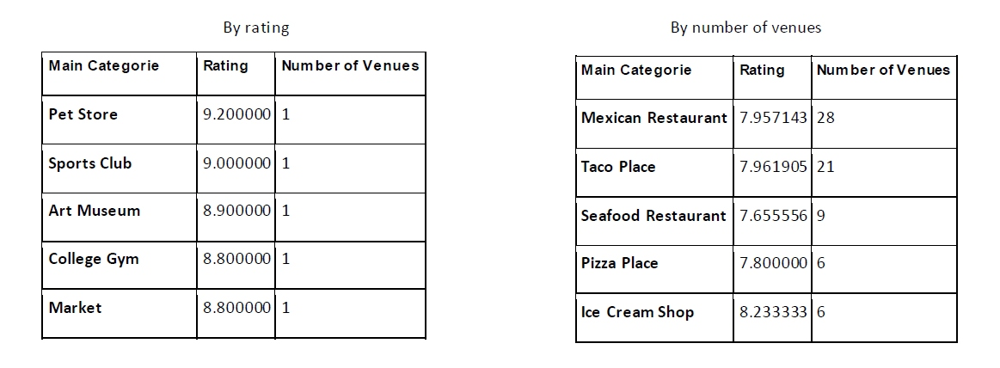 By rating
Main Categorie Rating Number of Venues
Pet Store 9.200000 1
Sports Club 9.000000 1
Art Museum 8.900000 1
College Gym 8.800000 1
Market 8.800000 1
By number of venues
Main Categorie Rating Number of Venues
Mexican Restaurant 7.957143 28
Taco Place 7.961905 21
Seafood Restaurant 7.655556 9
Pizza Place 7.800000 6
Ice Cream Shop 8.233333 6